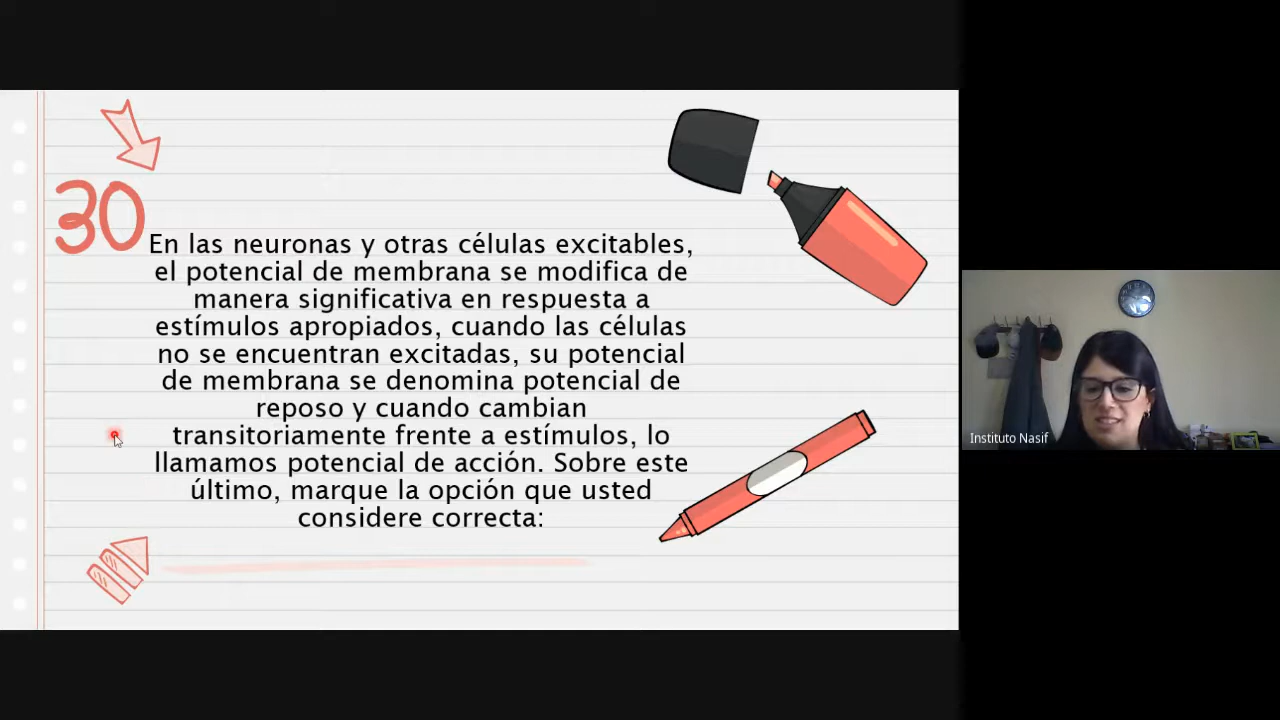 30
En las neuronas y otras células excitables,
el potencial de membrana se modifica de
manera significativa en respuesta a
estímulos apropiados, cuando las células
no se encuentran excitadas, su potencial
de membrana se denomina potencial de
reposo y cuando cambian
transitoriamente frente a estímulos, lo
llamamos potencial de acción. Sobre este
último, marque la opción que usted
considere correcta:
Instituto Nasif